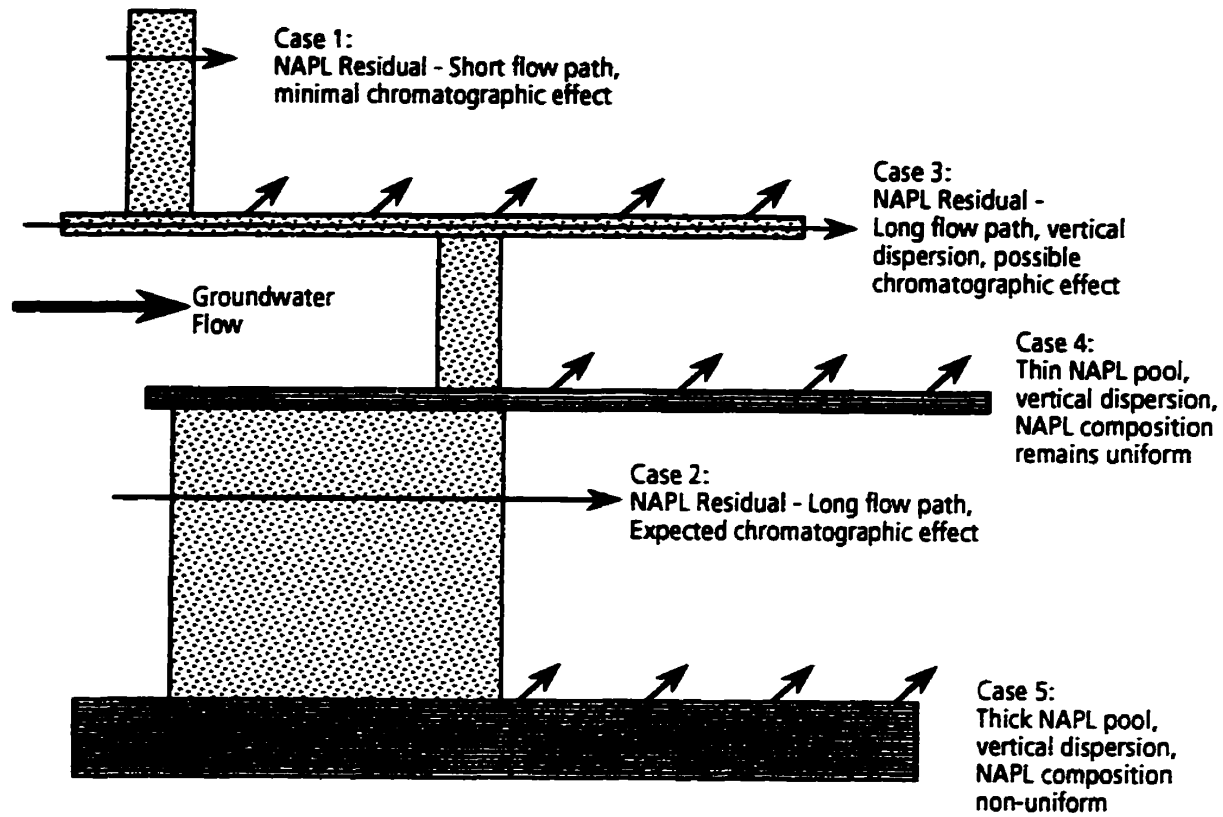 Case 1:
NAPL Residual - Short flow path,
minimal chromatographic effect
Case 3:
NAPL Residual -
Long flow path, vertical
dispersion, possible
chromatographic effect
Groundwater
Flow
Case 4:
Thin NAPL pool,
vertical dispersion,
NAPL composition
remains uniform
Case 2:
NAPL Residual - Long flow path,
Expected chromatographic effect
Case 5:
Thick NAPL pool,
vertical dispersion,
NAPL composition
non-uniform